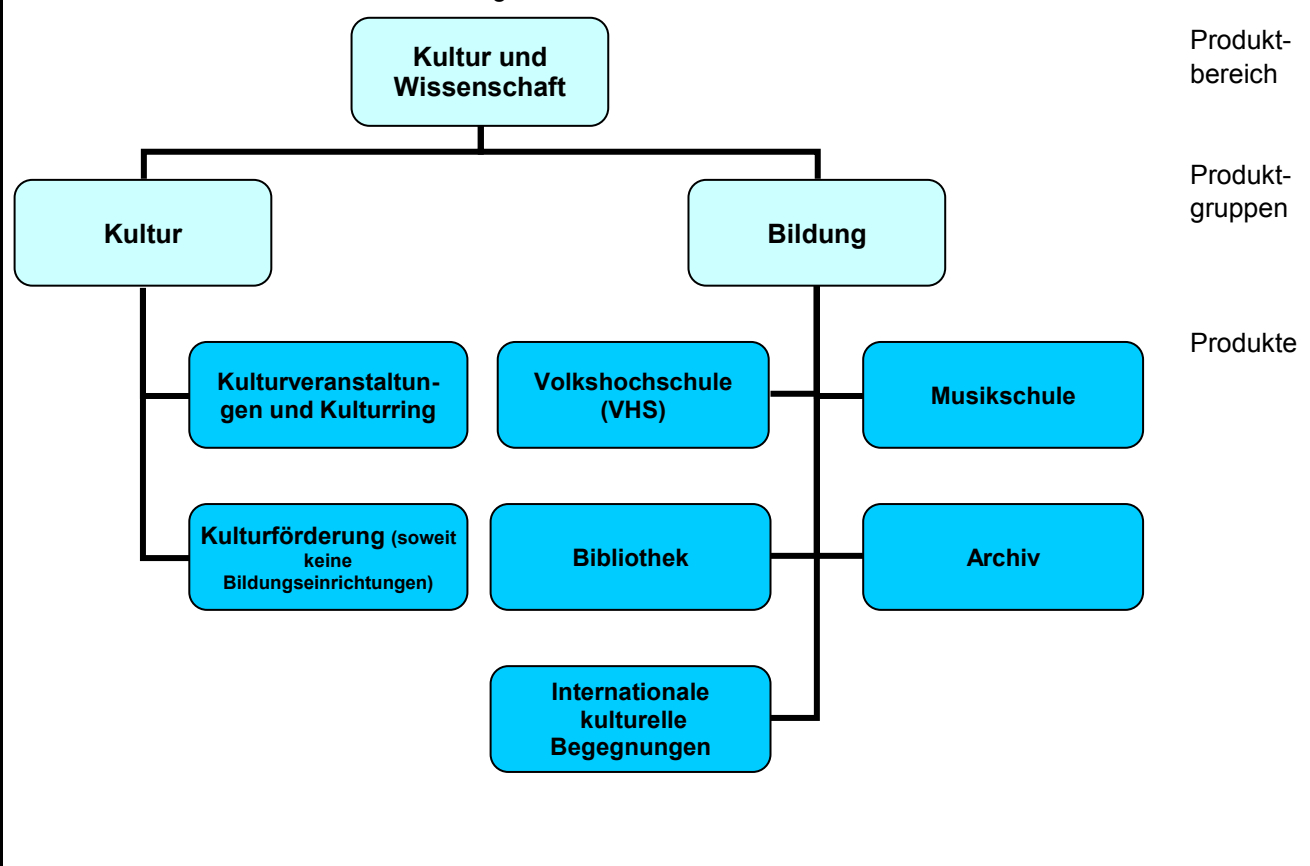 Kultur und
Wissenschaft
Produkt-
bereich
Kultur
Bildung
Produkt-
gruppen
Kulturveranstaltun-
gen und Kulturring
Volkshochschule
(VHS)
Musikschule
Produkte
Kulturförderung (soweit
keine
Bildungseinrichtungen)
Bibliothek
Archiv
Internationale
kulturelle
Begegnungen